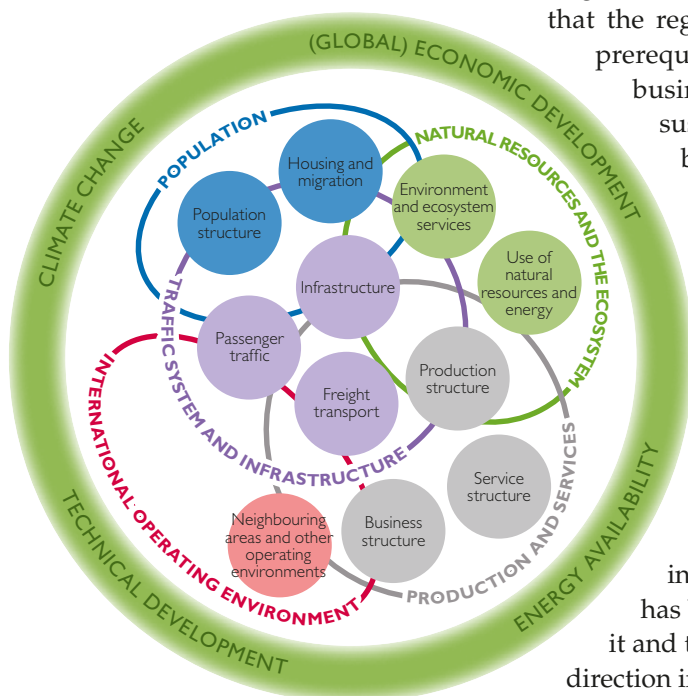 that the reg
prerequ
busin
sus
b
(GLOBAL) ECONOMIC DEVELOPMENT
CLIMATE CHANGE
POPULATION
NATURAL RESOURCES AND THE ECOSYSTEM
Housing and
migration
Environment
and ecosystem
services
Population
structure
Use of
natural
resources and
energy
Infrastructure
TRAFFIC SYSTEM AND INFRASTRUCTURE
Passenger
traffic
Production
structure
Freight
transport
INTERNATIONAL OPERATING ENVIRONMENT
Service
structure
PRODUCTION AND SERVICES
Neighbouring
areas and other
operating
environments
Business
structure
TECHNICAL DEVELOPMENT
ENERGY AVAILABILITY
in
has
it and t
direction i